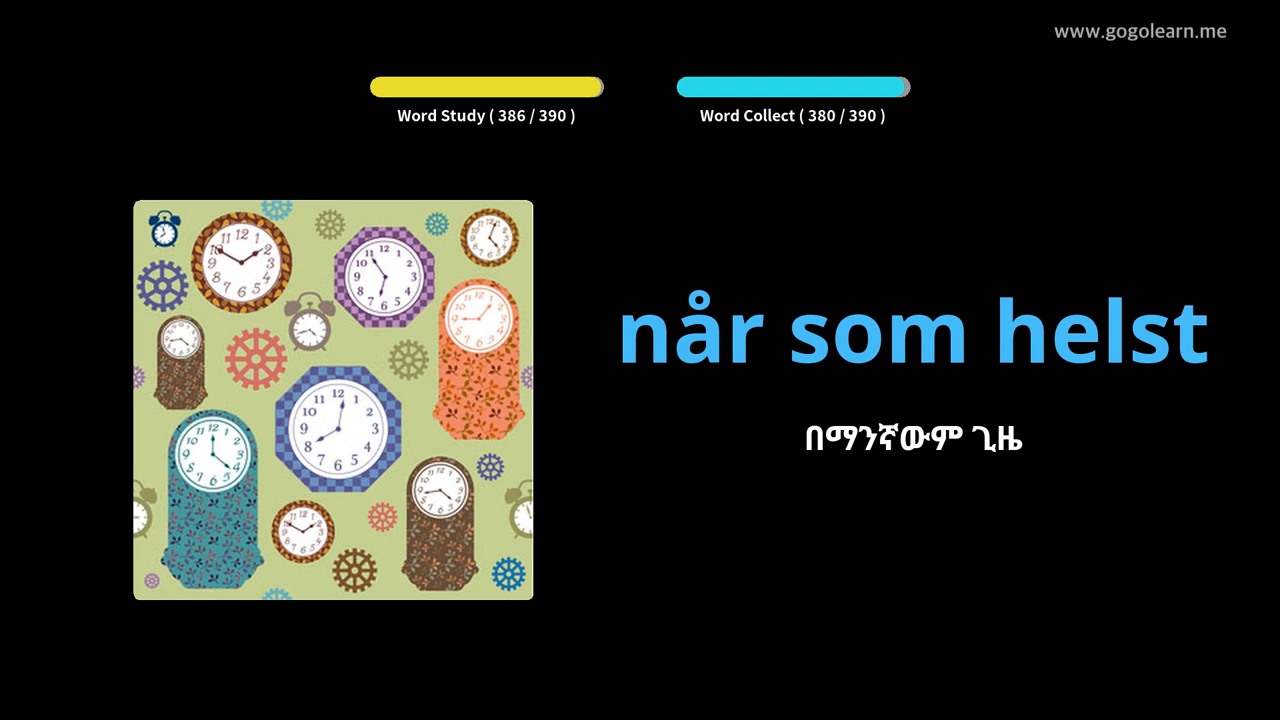 www.gogolearn.me
Word Study ( 386 / 390 )
Word Collect ( 380 / 390 )
når som helst
በማንኛውም ጊዜ